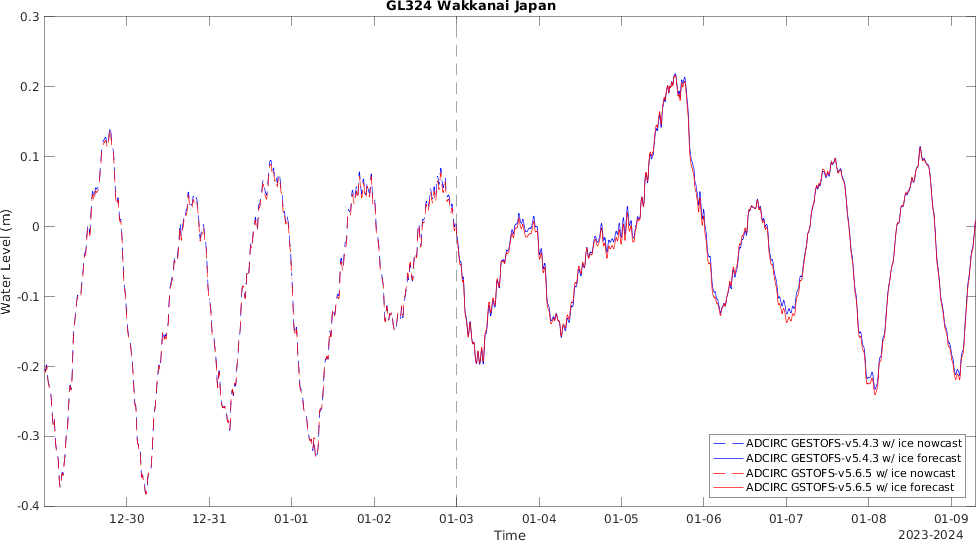 GL324 Wakkanai Japan
0.3
0.2
0.1
0
-0.1
-0.2
-0.3
-0.4
Water Level (m)
ADCIRC GESTOFS-v5.4.3 w/ ice nowcast
ADCIRC GESTOFS-v5.4.3 w/ ice forecast
ADCIRC GSTOFS-v5.6.5 w/ ice nowcast
ADCIRC GSTOFS-v5.6.5 w/ ice forecast
12-30 12-31 01-01 01-02 01-03 01-04 01-05 01-06 01-07 01-08 01-09
Time
2023-2024